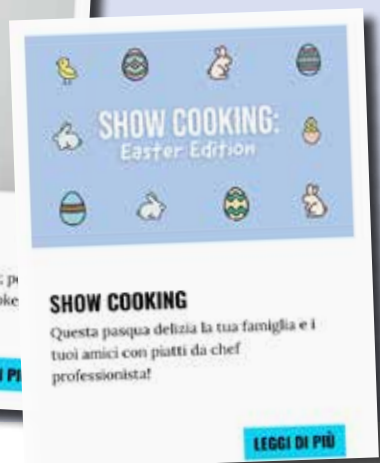 SHOW COOKING:
Easter Edition
SHOW COOKING
Questa pasqua delizia la tua famiglia e i
tuoi amici con piatti da chef
professionista!
LEGGI DI PIÙ